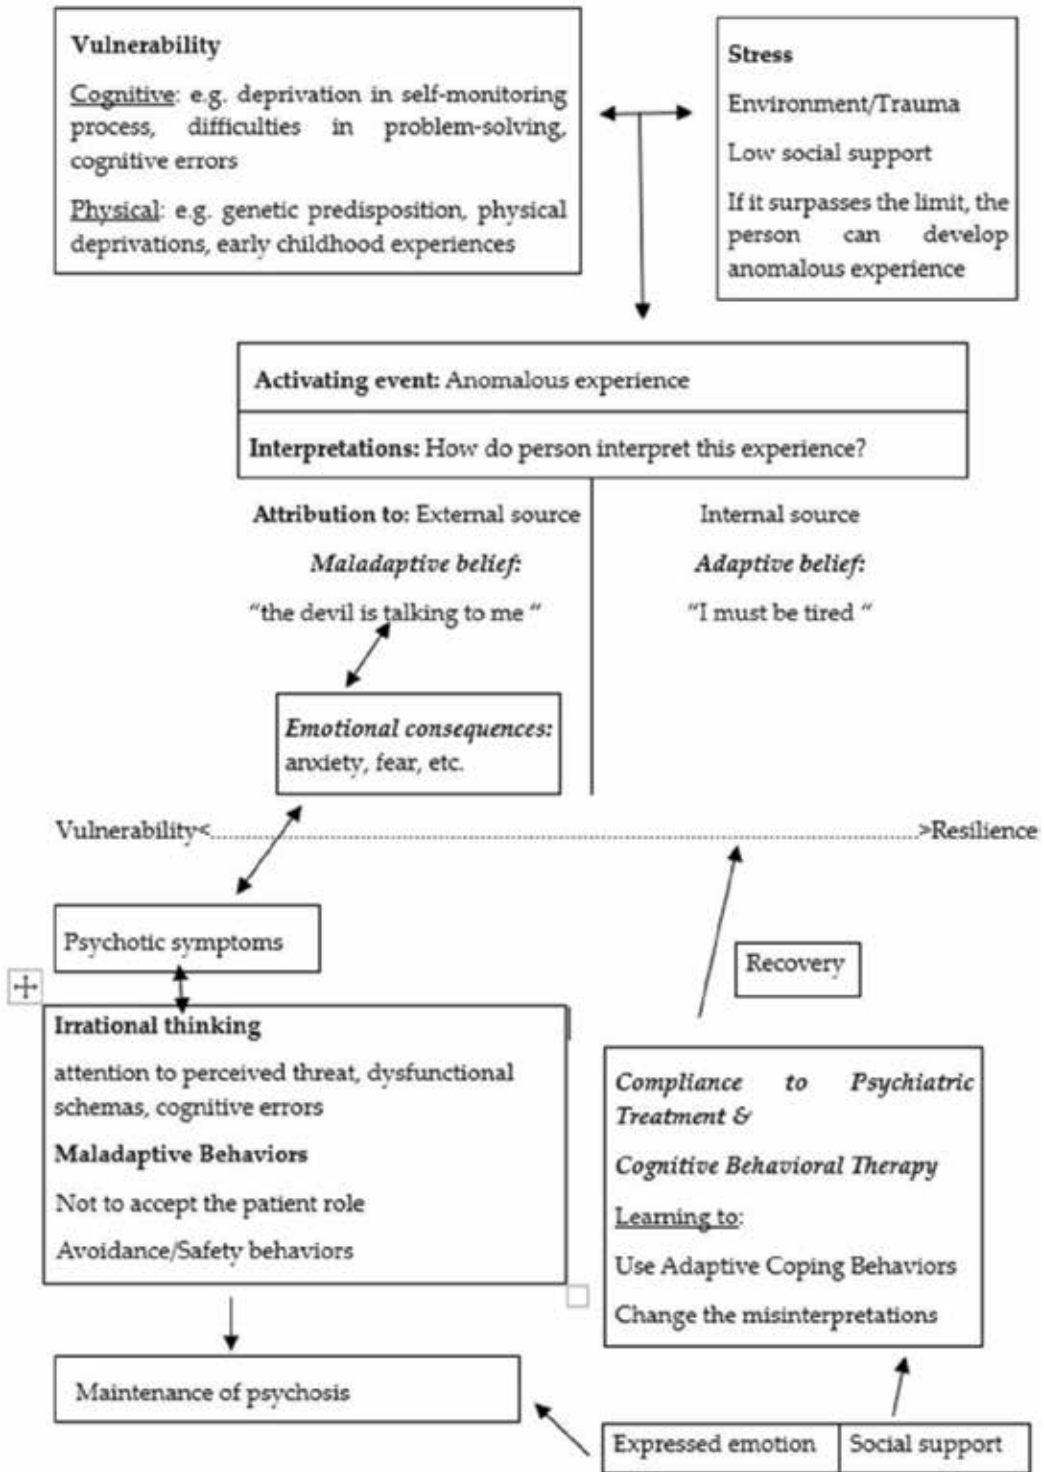 Vulnerability
Cognitive: e.g. deprivation in self-monitoring
process, difficulties in problem-solving,
cognitive errors
Physical: e.g. genetic predisposition, physical
deprivations, early childhood experiences
Stress
Environment/Trauma
Low social support
If it surpasses the limit, the
person can develop
anomalous experience
Activating event: Anomalous experience
Interpretations: How do person interpret this experience?
Attribution to: External source
Maladaptive belief:
"the devil is talking to me "
Internal source
Adaptive belief:
"I must be tired "
Emotional consequences:
anxiety, fear, etc.
Vulnerability<............>Resilience
Psychotic symptoms
Recovery
Irrational thinking
attention to perceived threat, dysfunctional
schemas, cognitive errors
Maladaptive Behaviors
Not to accept the patient role
Avoidance/Safety behaviors
Compliance to Psychiatric
Treatment &
Cognitive Behavioral Therapy
Learning to:
Use Adaptive Coping Behaviors
Change the misinterpretations
Maintenance of psychosis
Expressed emotion
Social support